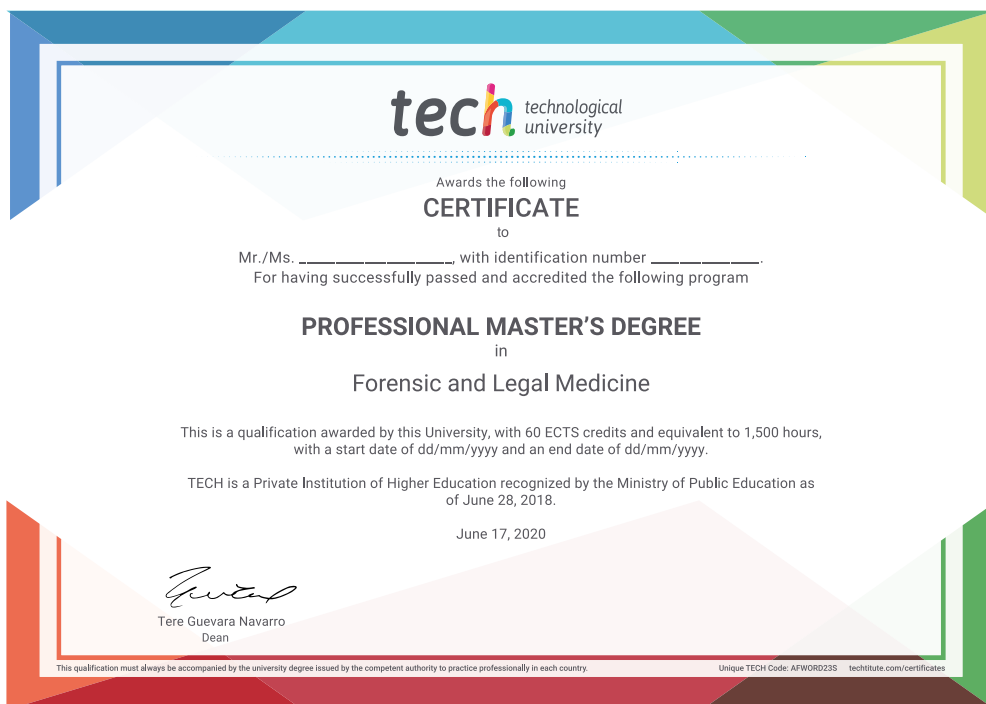 tech technological
university
Awards the following
CERTIFICATE
to
Mr./Ms. ____________________, with identification number ______________.
For having successfully passed and accredited the following program
PROFESSIONAL MASTER'S DEGREE
in
Forensic and Legal Medicine
This is a qualification awarded by this University, with 60 ECTS credits and equivalent to 1,500 hours,
with a start date of dd/mm/yyyy and an end date of dd/mm/yyyy.
TECH is a Private Institution of Higher Education recognized by the Ministry of Public Education as
of June 28, 2018.
June 17, 2020
Tere Guevara Navarro
Dean
This qualification must always be accompanied by the university degree issued by the competent authority to practice professionally in each country.
Unique TECH Code: AFWORD23S techtitute.com/certificates